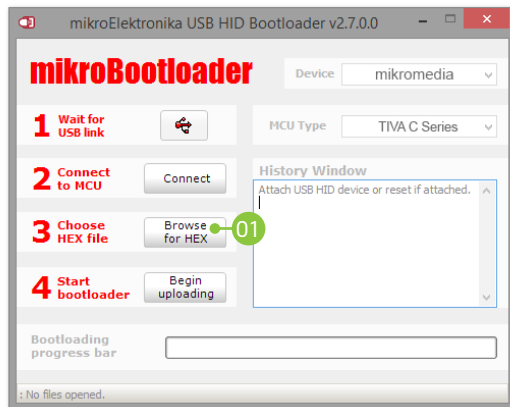 mikroElektronika USB HID Bootloader v2.7.0.0
mikroBootloader
Device
mikromedia
1 Wait for
USB link
MCU Type
TIVA C Series
2 Connect
to MCU
Connect
History Window
Attach USB HID device or reset if attached.
3 Choose
HEX file
Browse
for HEX
01
4 Start
bootloader
Begin
uploading
Bootloading
progress bar
: No files opened.